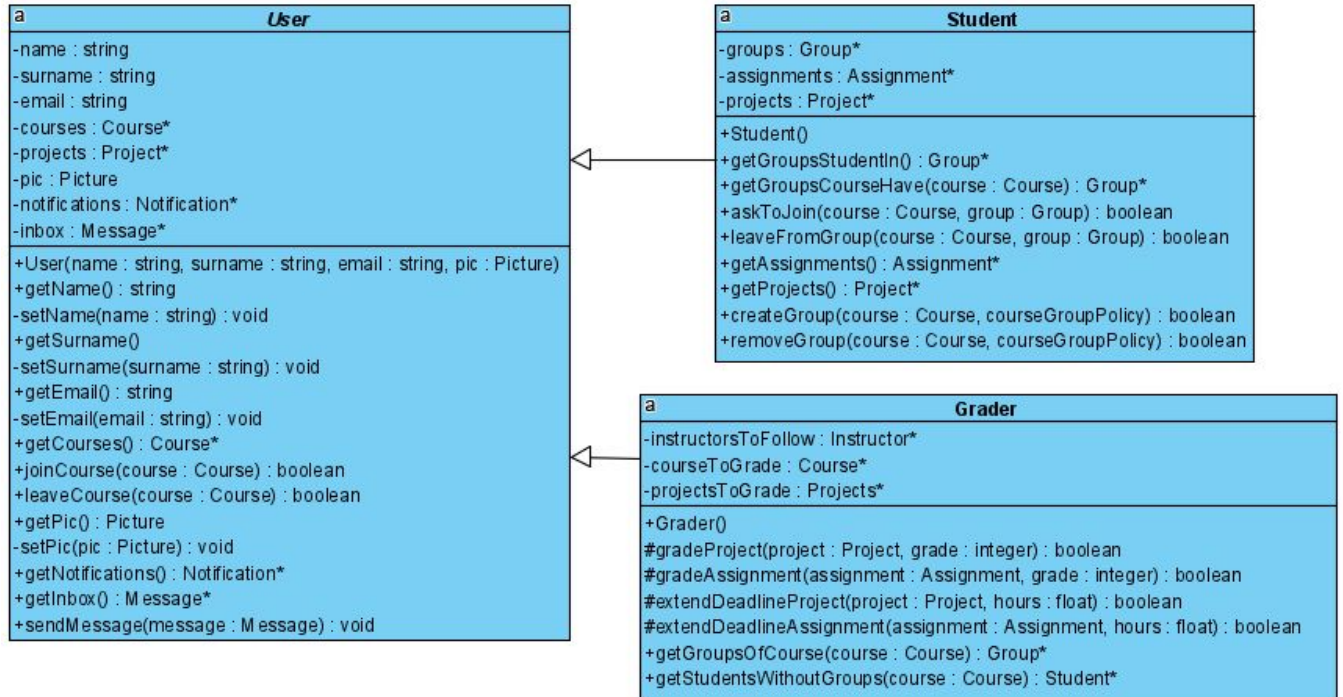 a
User
-name : string
-surname : string
-email : string
-courses : Course*
-projects : Project*
-pic : Picture
-notifications : Notification*
-inbox : Message*
+User(name : string, surname : string, email : string, pic : Picture)
+getName() : string
-setName(name : string) : void
+getSurname()
-setSurname(surname : string) : void
+getEmail() : string
-setEmail(email : string) : void
+getCourses() : Course*
+joinCourse(course : Course) : boolean
+leaveCourse(course : Course) : boolean
+getPic() : Picture
-setPic(pic : Picture) : void
+getNotifications() : Notification*
+getInbox() : Message*
+sendMessage(message : Message) : void
a
Student
-groups : Group*
-assignments : Assignment*
-projects : Project*
+Student()
+getGroupsStudentIn() : Group*
+getGroupsCourseHave(course : Course) : Group*
+askToJoin(course : Course, group : Group) : boolean
+leaveFromGroup(course : Course, group : Group) : boolean
+getAssignments() : Assignment*
+getProjects() : Project*
+createGroup(course : Course, courseGroupPolicy) : boolean
+removeGroup(course : Course, courseGroupPolicy) : boolean
a
Grader
-instructorsToFollow : Instructor*
-courseToGrade : Course*
-projectsToGrade : Projects*
+Grader()
#gradeProject(project : Project, grade : integer) : boolean
#gradeAssignment(assignment : Assignment, grade : integer) : boolean
#extendDeadlineProject(project : Project, hours : float) : boolean
#extendDeadlineAssignment(assignment : Assignment, hours : float) : boolean
+getGroupsOfCourse(course : Course) : Group*
+getStudentsWithoutGroups(course : Course) : Student*